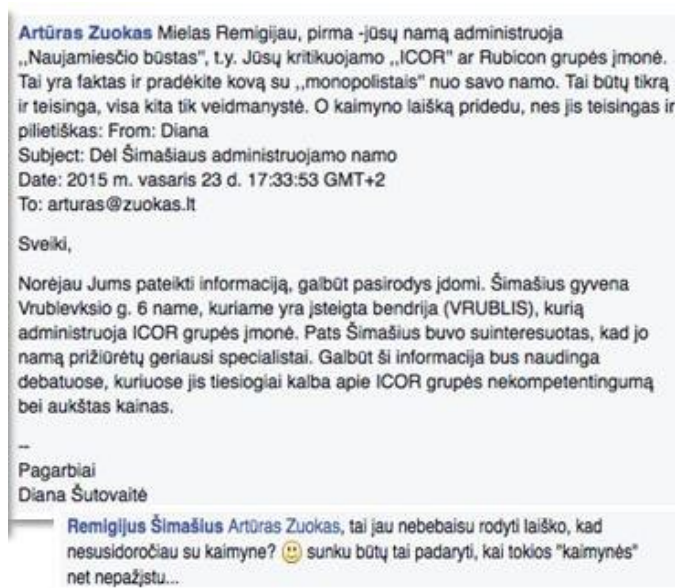 Artūras Zuokas Mielas Remigijau, pirma -jūsų namą administruoja
,,Naujamiesčio būstas", t.y. Jūsų kritikuojamo ,,ICOR" ar Rubicon grupės įmonė.
Tai yra faktas ir pradėkite kovą su ,,monopolistais" nuo savo namo. Tai būtų tikrą
ir teisinga, visa kita tik veidmanystė. O kaimyno laišką pridedu, nes jis teisingas ir
pilietiškas: From: Diana
Subject: Dėl Šimašiaus administruojamo namo
Date: 2015 m. vasaris 23 d. 17:33:53 GMT+2
To: arturas@zuokas.lt
Sveiki,
Norėjau Jums pateikti informaciją, galbūt pasirodys įdomi. Šimašius gyvena
Vrublevksio g. 6 name, kuriame yra įsteigta bendrija (VRUBLIS), kurią
administruoja ICOR grupės įmonė. Pats Šimašius buvo suinteresuotas, kad jo
namą prižiūrėtų geriausi specialistai. Galbūt ši informacija bus naudinga
debatuose, kuriuose jis tiesiogiai kalba apie ICOR grupės nekompetentingumą
bei aukštas kainas.
--
Pagarbiai
Diana Šutovaitė
Remigijus Šimašius Artūras Zuokas, tai jau nebebaisu rodyti laiško, kad
nesusidoročiau su kaimyne? 🙂 sunku būtų tai padaryti, kai tokios "kaimynės"
net nepažįstu...